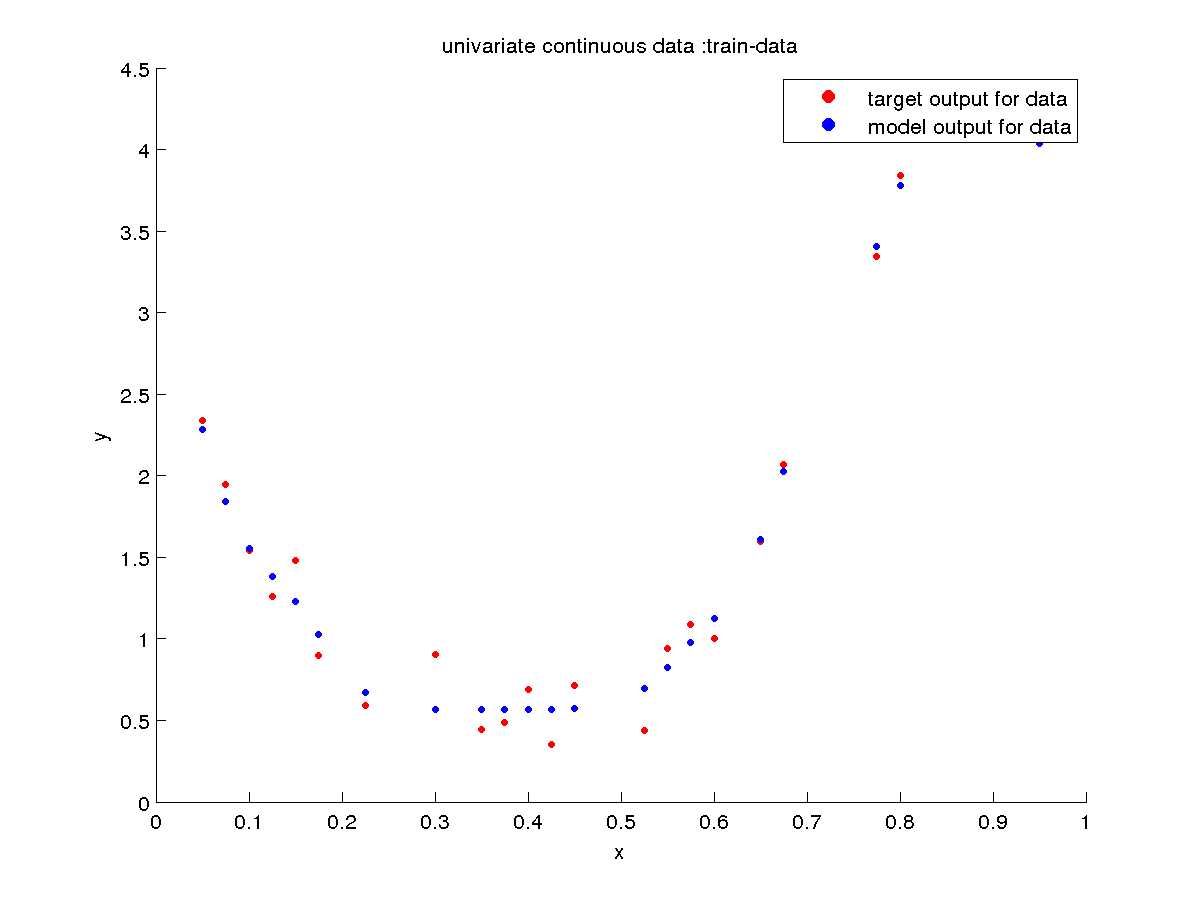 univariate continuous data :train-data
target output for data
model output for data
4.5
4
3.5
3
2.5
2
1.5
1
0.5
0
y
0 0.1 0.2 0.3 0.4 0.5 0.6 0.7 0.8 0.9 1
x